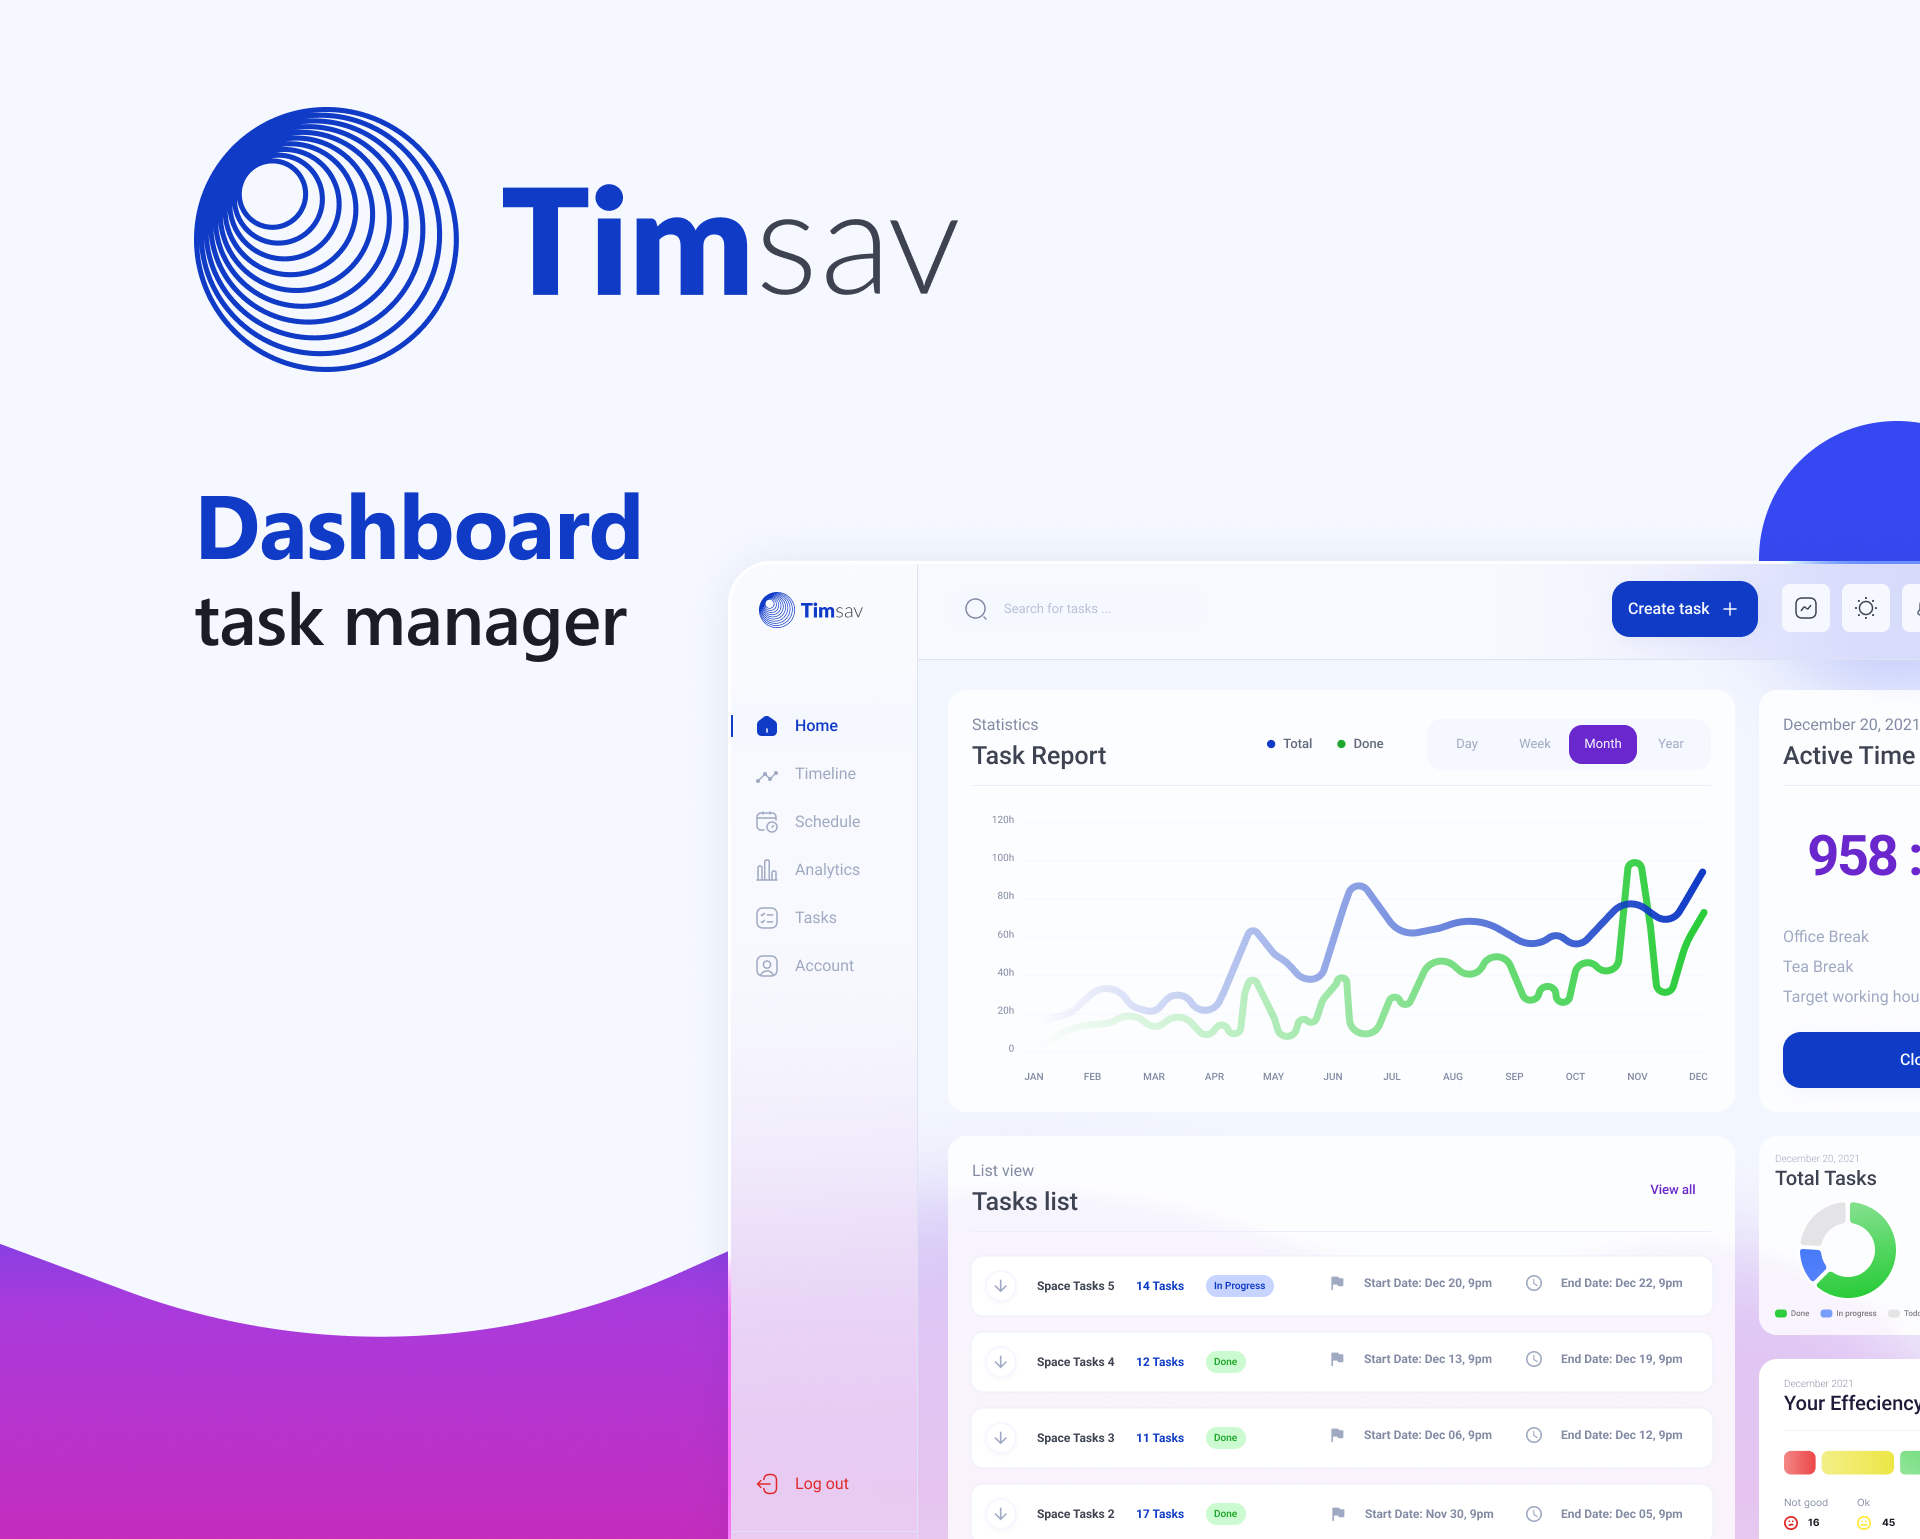 Timsav
Dashboard
task manager
Timsav
Search for tasks ...
Create task
Home
Timeline
Schedule
Analytics
Tasks
Account
Log out
Statistics
Task Report
Total
Done
Day
Week
Month
Year
120h
100h
80h
60h
40h
20h
0
JAN FEB MAR APR MAY JUN JUL AUG SEP OCT NOV DEC
December 20, 2021
Active Time
958 :
Office Break
Tea Break
Target working hou
Clo
List view
Tasks list
View all
Space Tasks 5 14 Tasks In Progress Start Date: Dec 20, 9pm End Date: Dec 22, 9pm
Space Tasks 4 12 Tasks Done Start Date: Dec 13, 9pm End Date: Dec 19, 9pm
Space Tasks 3 11 Tasks Done Start Date: Dec 06, 9pm End Date: Dec 12, 9pm
Space Tasks 2 17 Tasks Done Start Date: Nov 30, 9pm End Date: Dec 05, 9pm
December 20, 2021
Total Tasks
Done In progress Todo
December 2021
Your Effeciency
Not good Ok
16 45